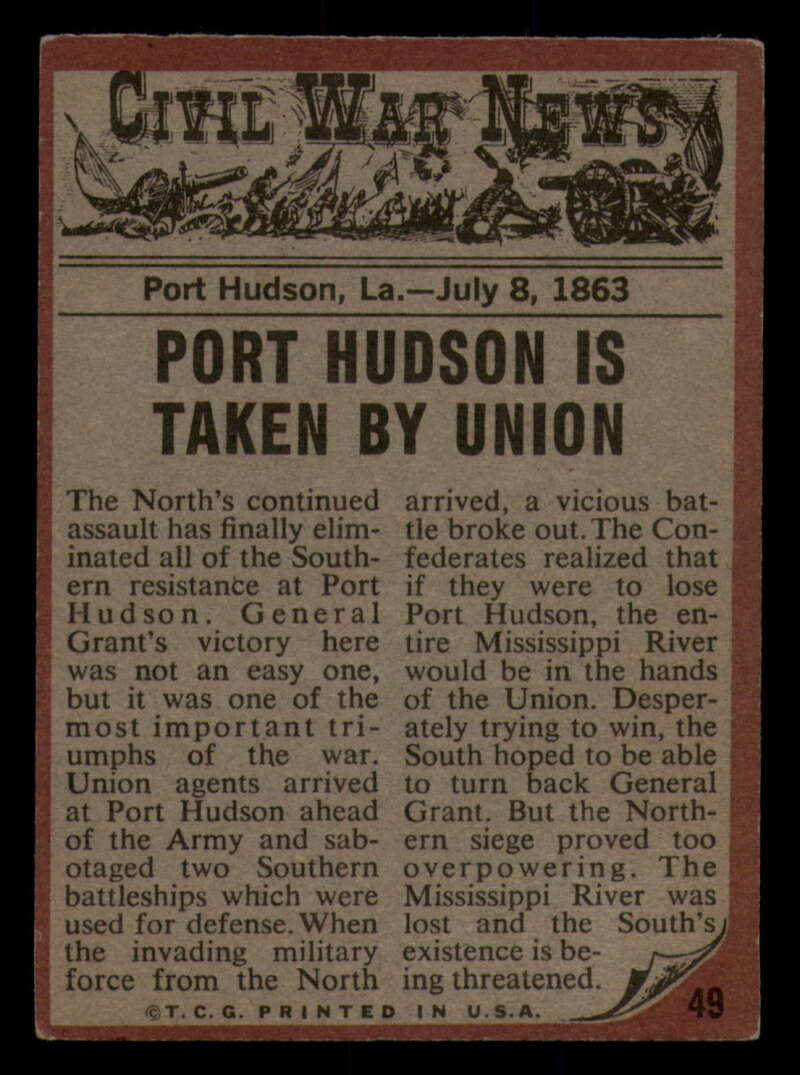 CIVIL WAR NEWS
Port Hudson, La.—July 8, 1863
PORT HUDSON IS
TAKEN BY UNION
The North's continued
assault has finally elim-
inated all of the South-
ern resistance at Port
Hudson. General
Grant's victory here
was not an easy one,
but it was one of the
most important tri-
umphs of the war.
Union agents arrived
at Port Hudson ahead
of the Army and sab-
otaged two Southern
battleships which were
used for defense. When
the invading military
force from the North
arrived, a vicious bat-
tle broke out. The Con-
federates realized that
if they were to lose
Port Hudson, the en-
tire Mississippi River
would be in the hands
of the Union. Desper-
ately trying to win, the
South hoped to be able
to turn back General
Grant. But the North-
ern siege proved too
overpowering. The
Mississippi River was
lost and the South's
existence is be-
ing threatened.
©T.C.G. PRINTED IN U.S.A.
49